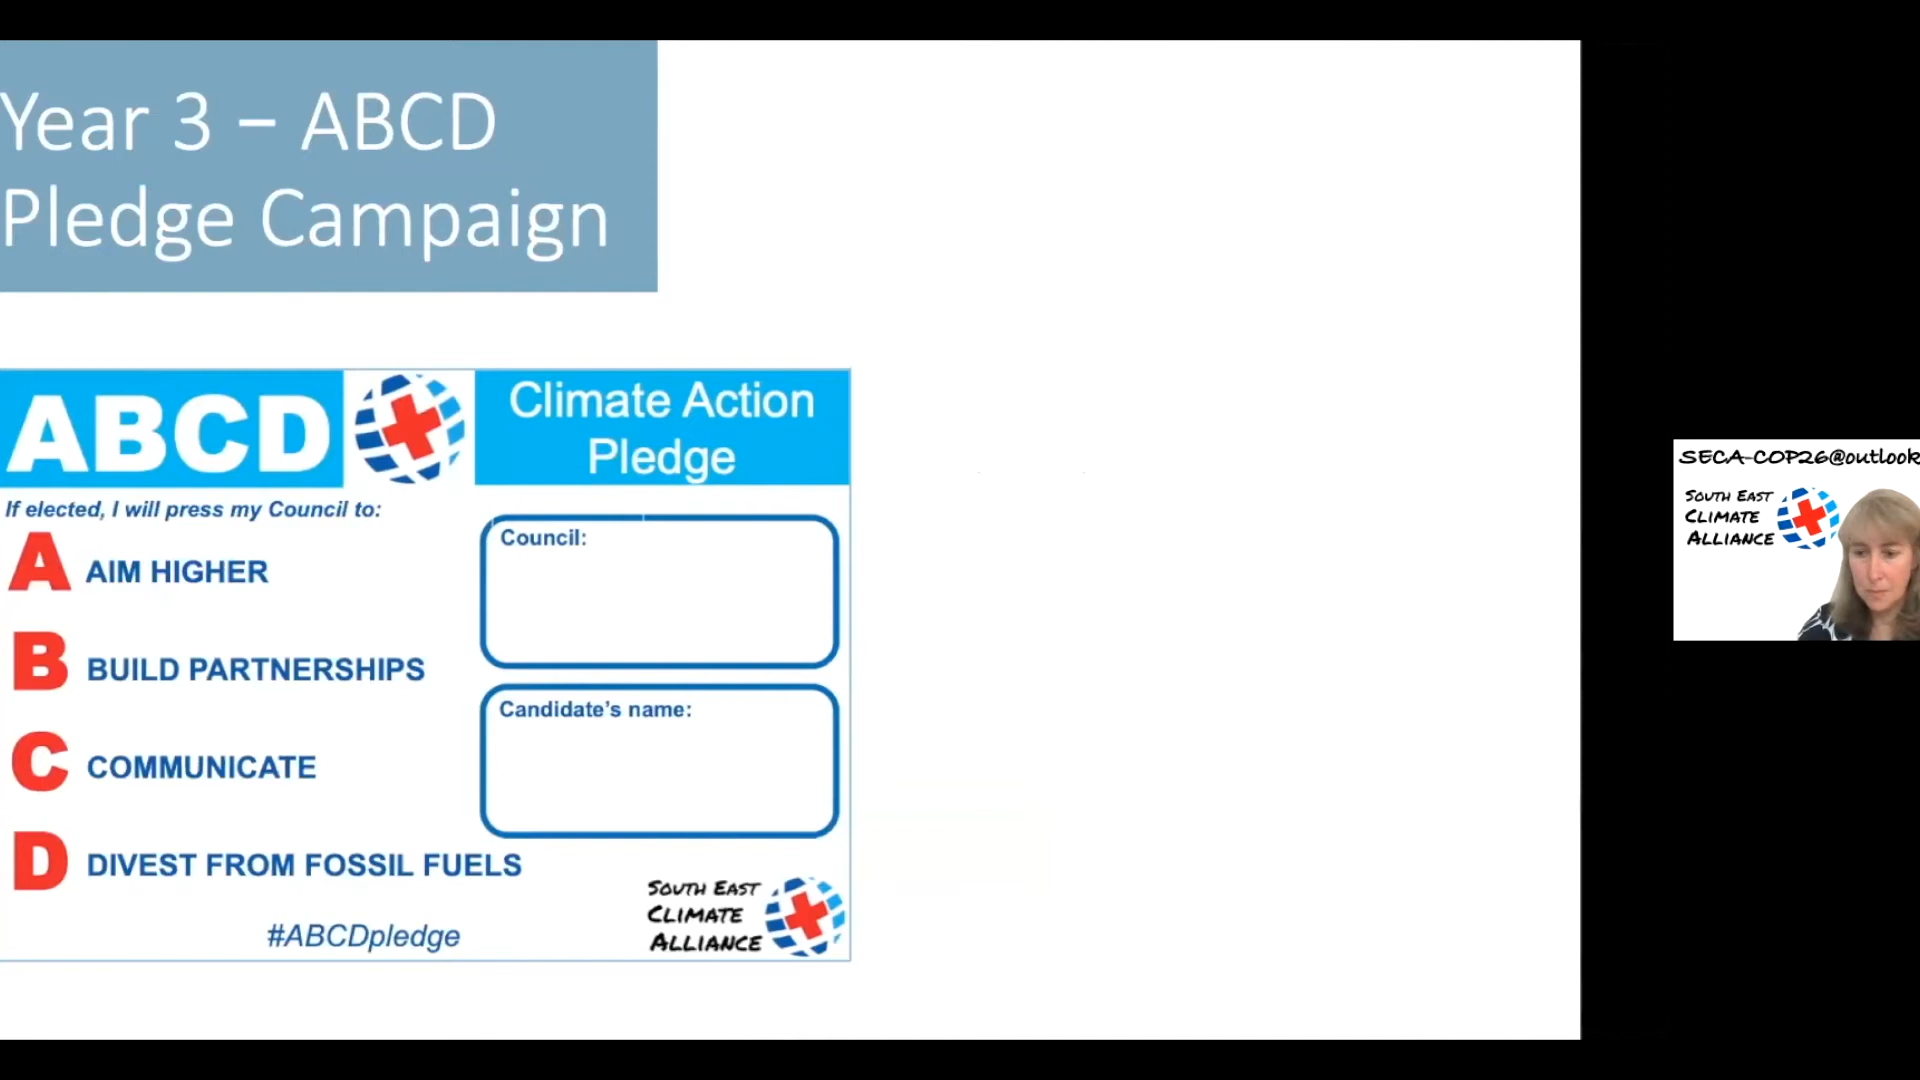 Year 3 – ABCD
Pledge Campaign
ABCD
Climate Action
Pledge
If elected, I will press my Council to:
A AIM HIGHER
B BUILD PARTNERSHIPS
C COMMUNICATE
D DIVEST FROM FOSSIL FUELS
#ABCDpledge
Council:
Candidate's name:
SOUTH EAST
CLIMATE
ALLIANCE
SECA-COP26@outlook
SOUTH EAST
CLIMATE
ALLIANCE